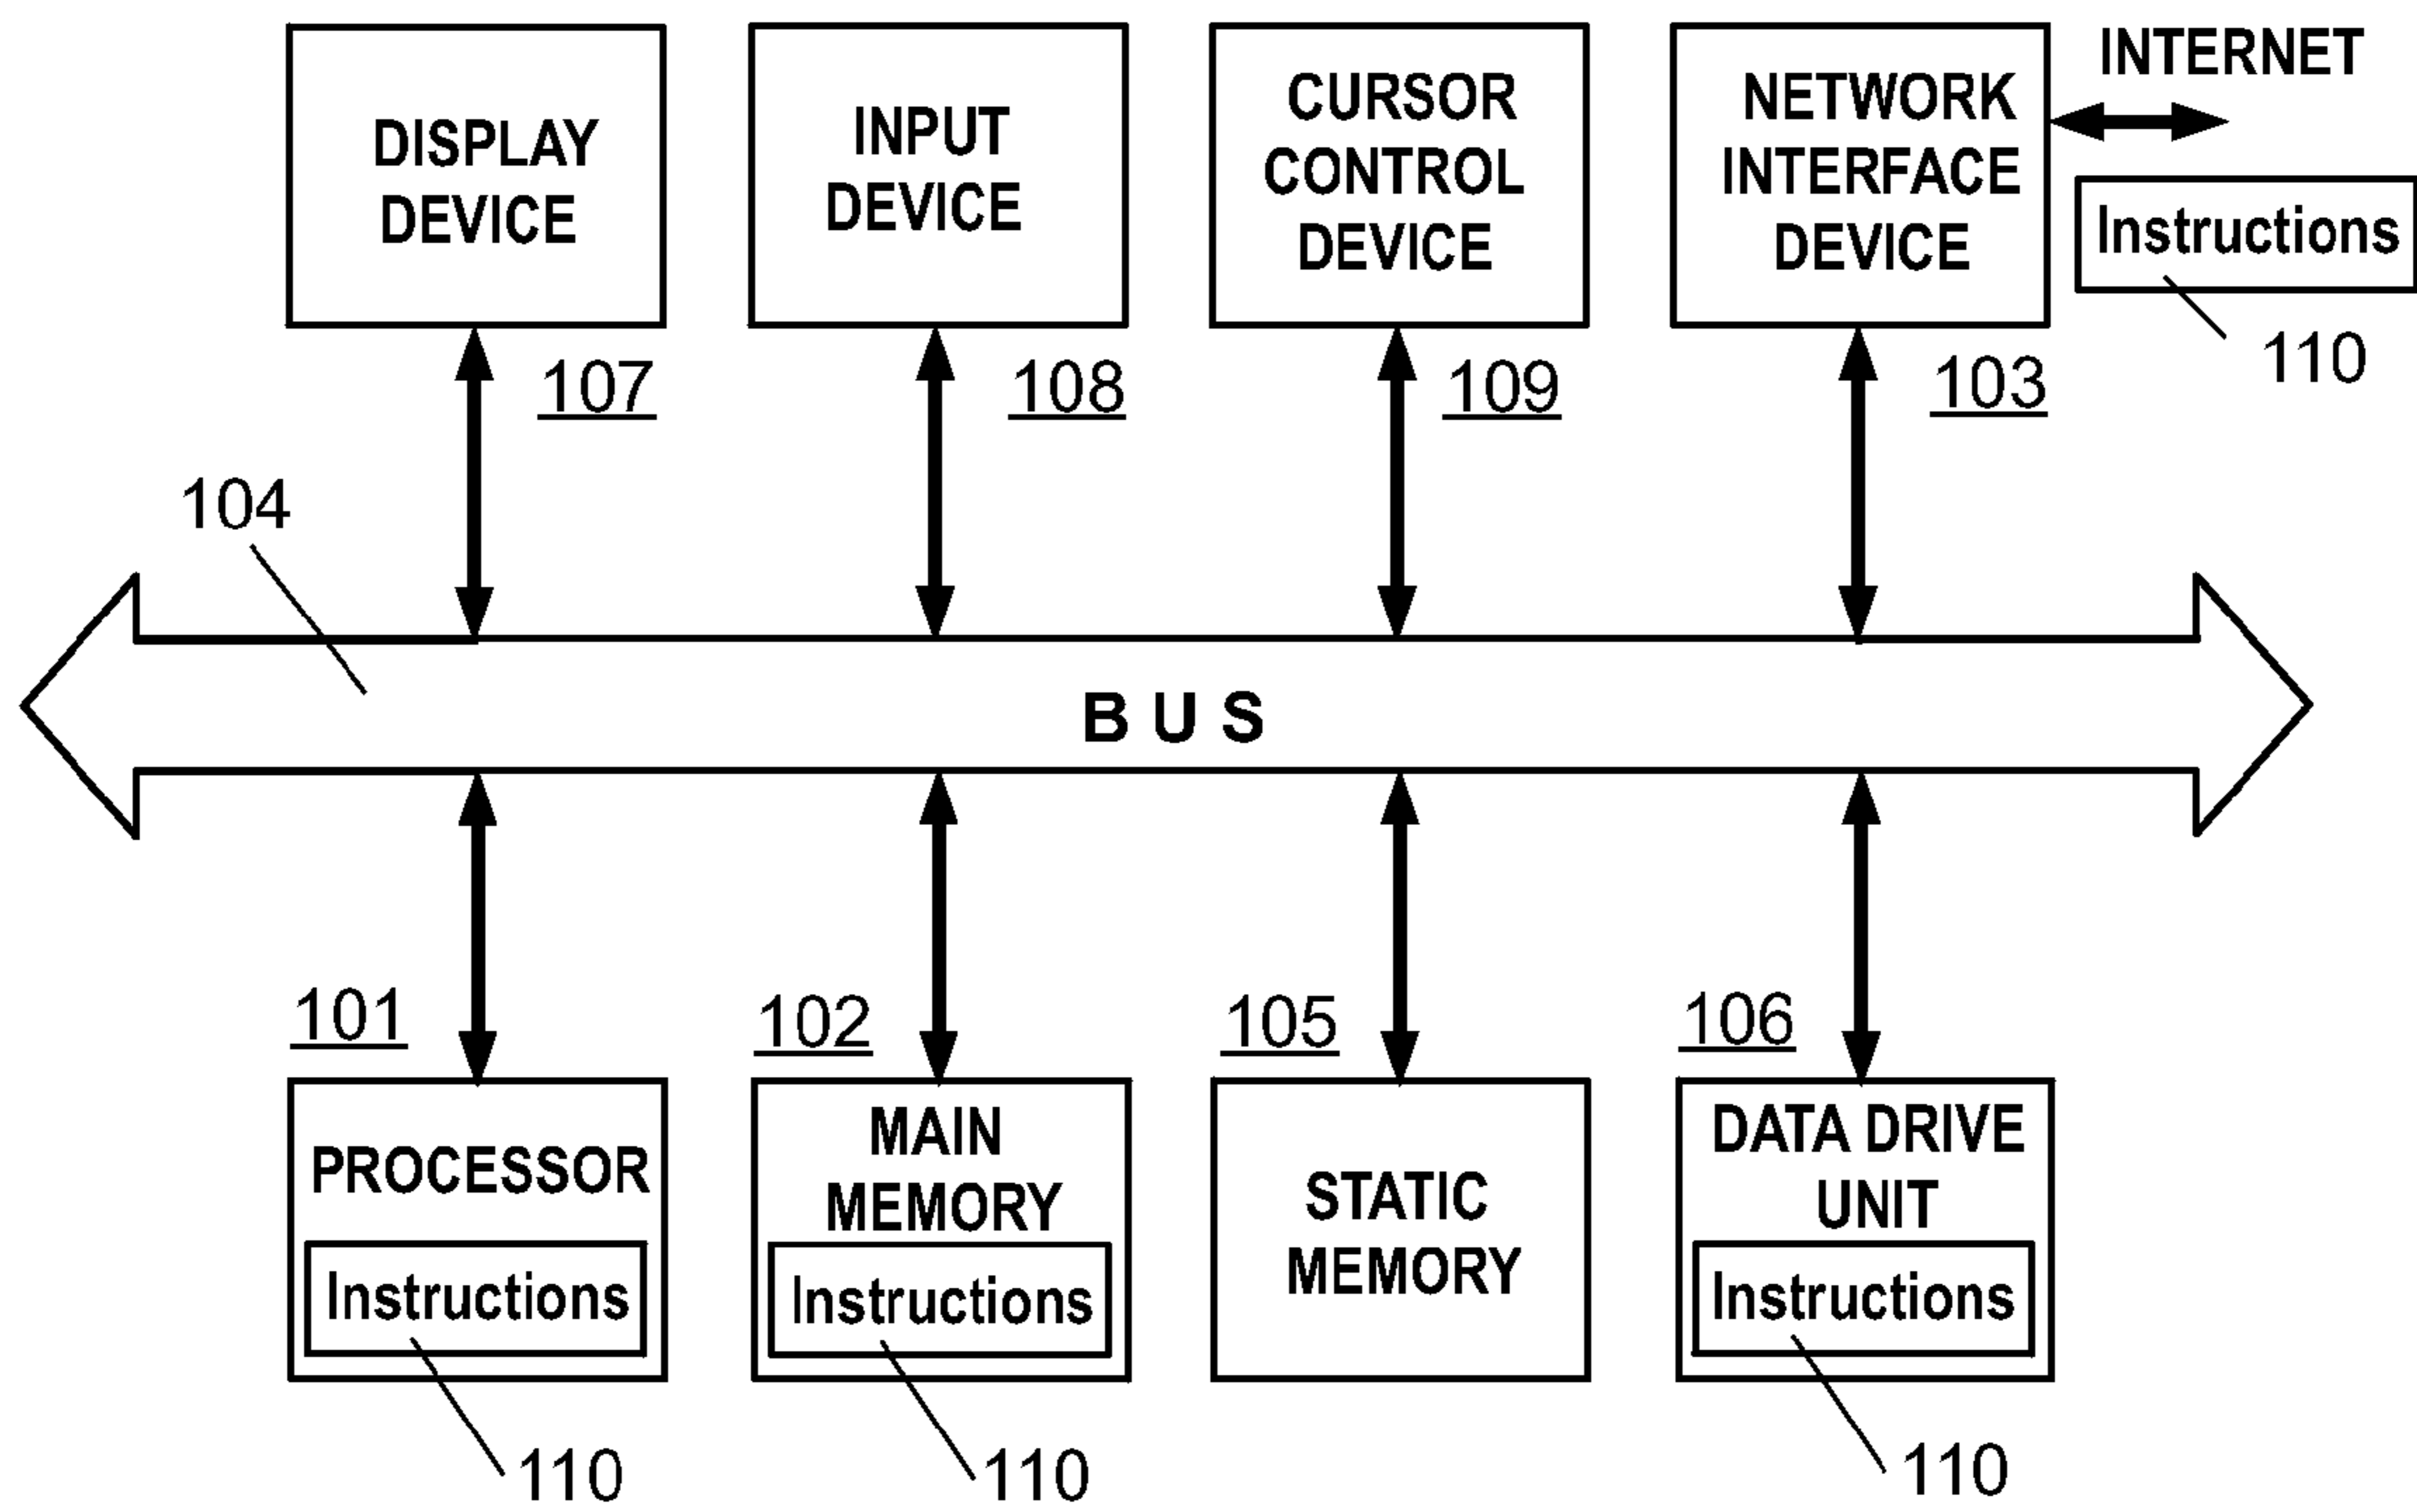 DISPLAY
DEVICE
INPUT
DEVICE
CURSOR
CONTROL
DEVICE
NETWORK
INTERFACE
DEVICE
INTERNET
Instructions
110
107
108
109
103
104
BUS
101
102
105
106
PROCESSOR
Instructions
MAIN
MEMORY
Instructions
STATIC
MEMORY
DATA DRIVE
UNIT
Instructions
110
110
110